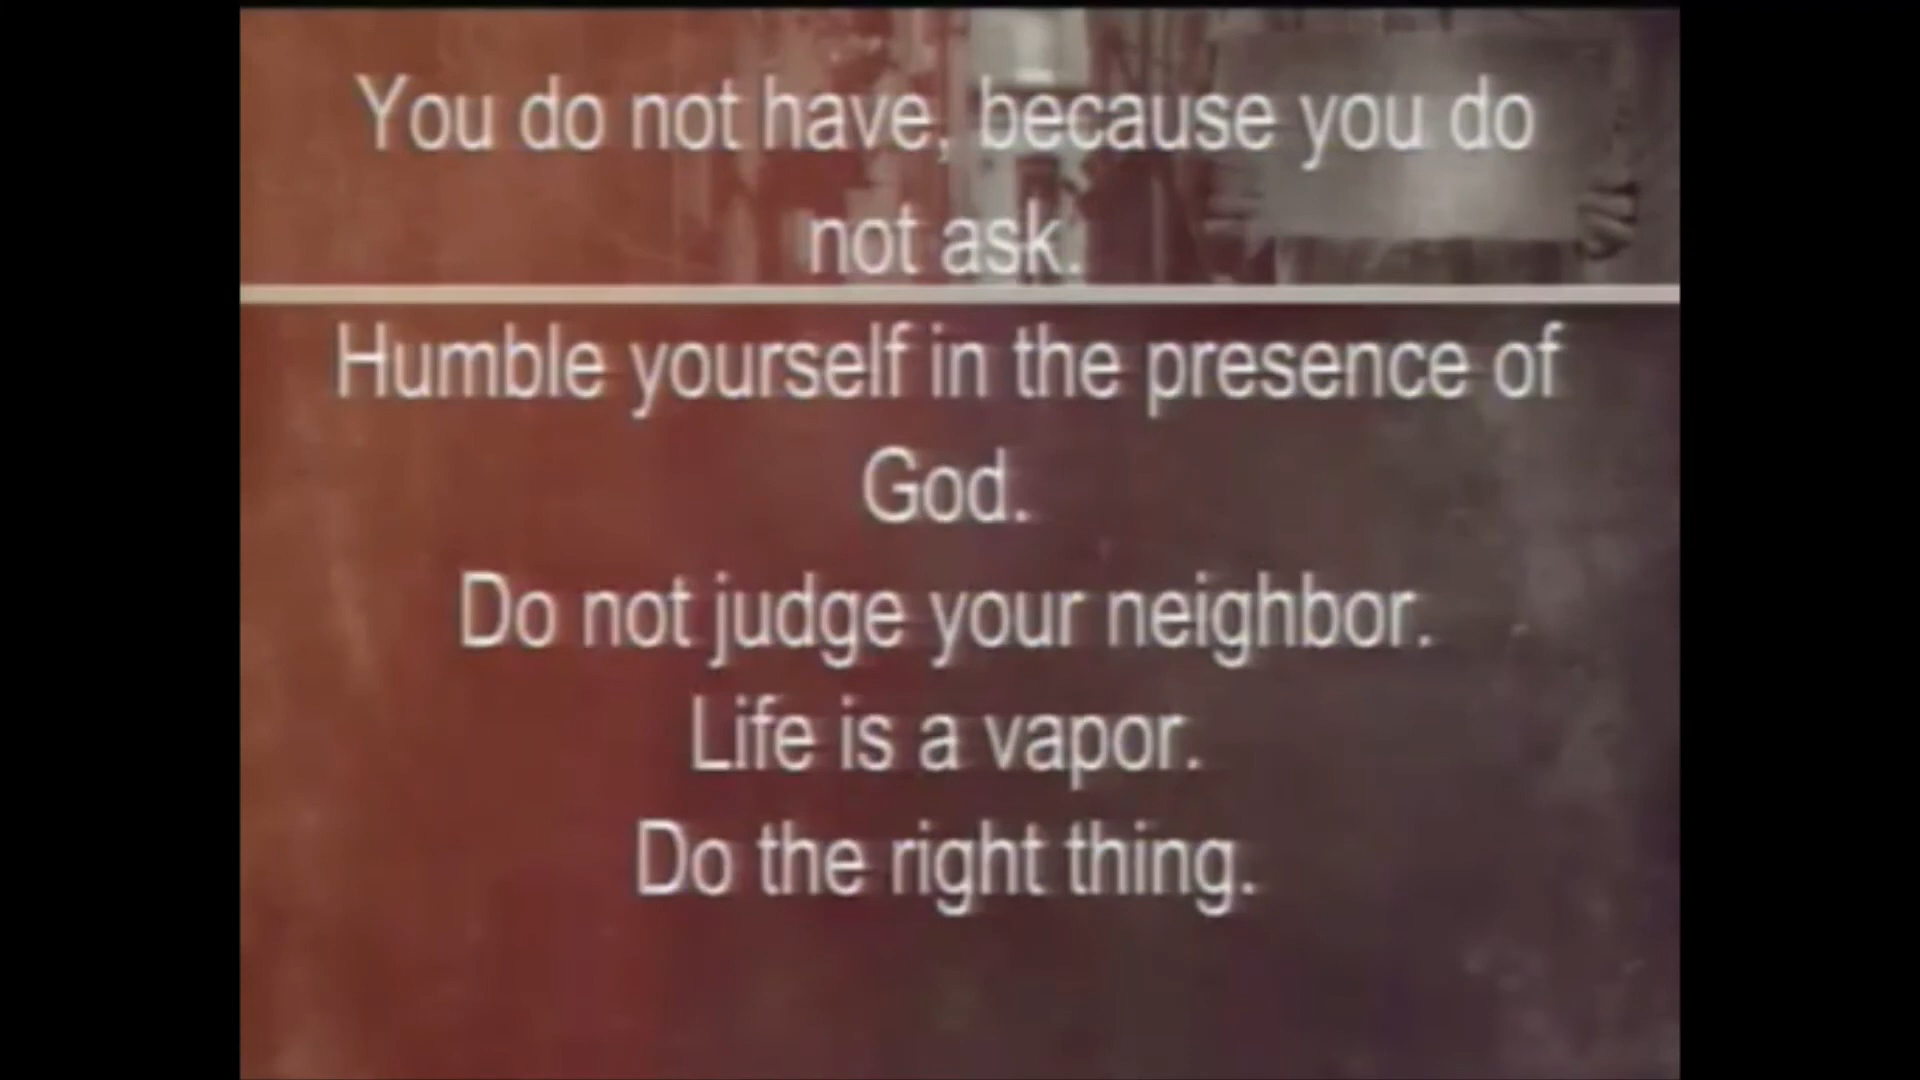 You do not have, because you do
not ask.
Humble yourself in the presence of
God.
Do not judge your neighbor.
Life is a vapor.
Do the right thing.